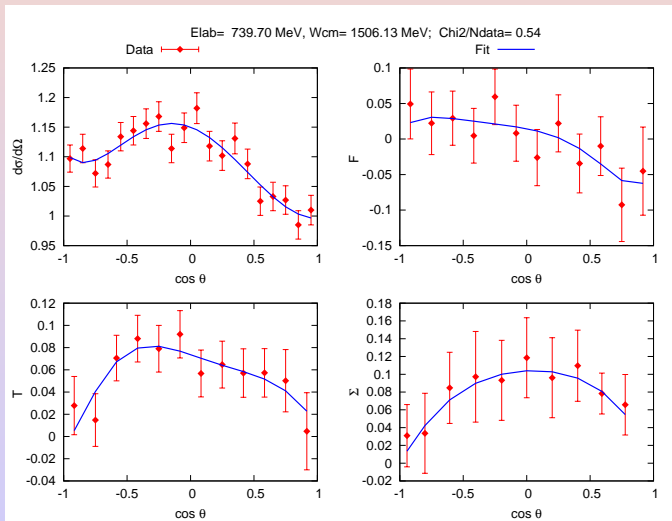 Elab= 739.70 MeV, Wcm= 1506.13 MeV; Chi2/Ndata= 0.54
Data Fit
1.25
1.2
1.15
1.1
1.05
1
0.95
dσ/dΩ
-1 -0.5 0 0.5 1
cos θ
0.1
0.05
0
-0.05
-0.1
-0.15
F
-1 -0.5 0 0.5 1
cos θ
0.12
0.1
0.08
0.06
0.04
0.02
0
-0.02
-0.04
T
-1 -0.5 0 0.5 1
cos θ
0.18
0.16
0.14
0.12
0.1
0.08
0.06
0.04
0.02
0
-0.02
Σ
-1 -0.5 0 0.5 1
cos θ